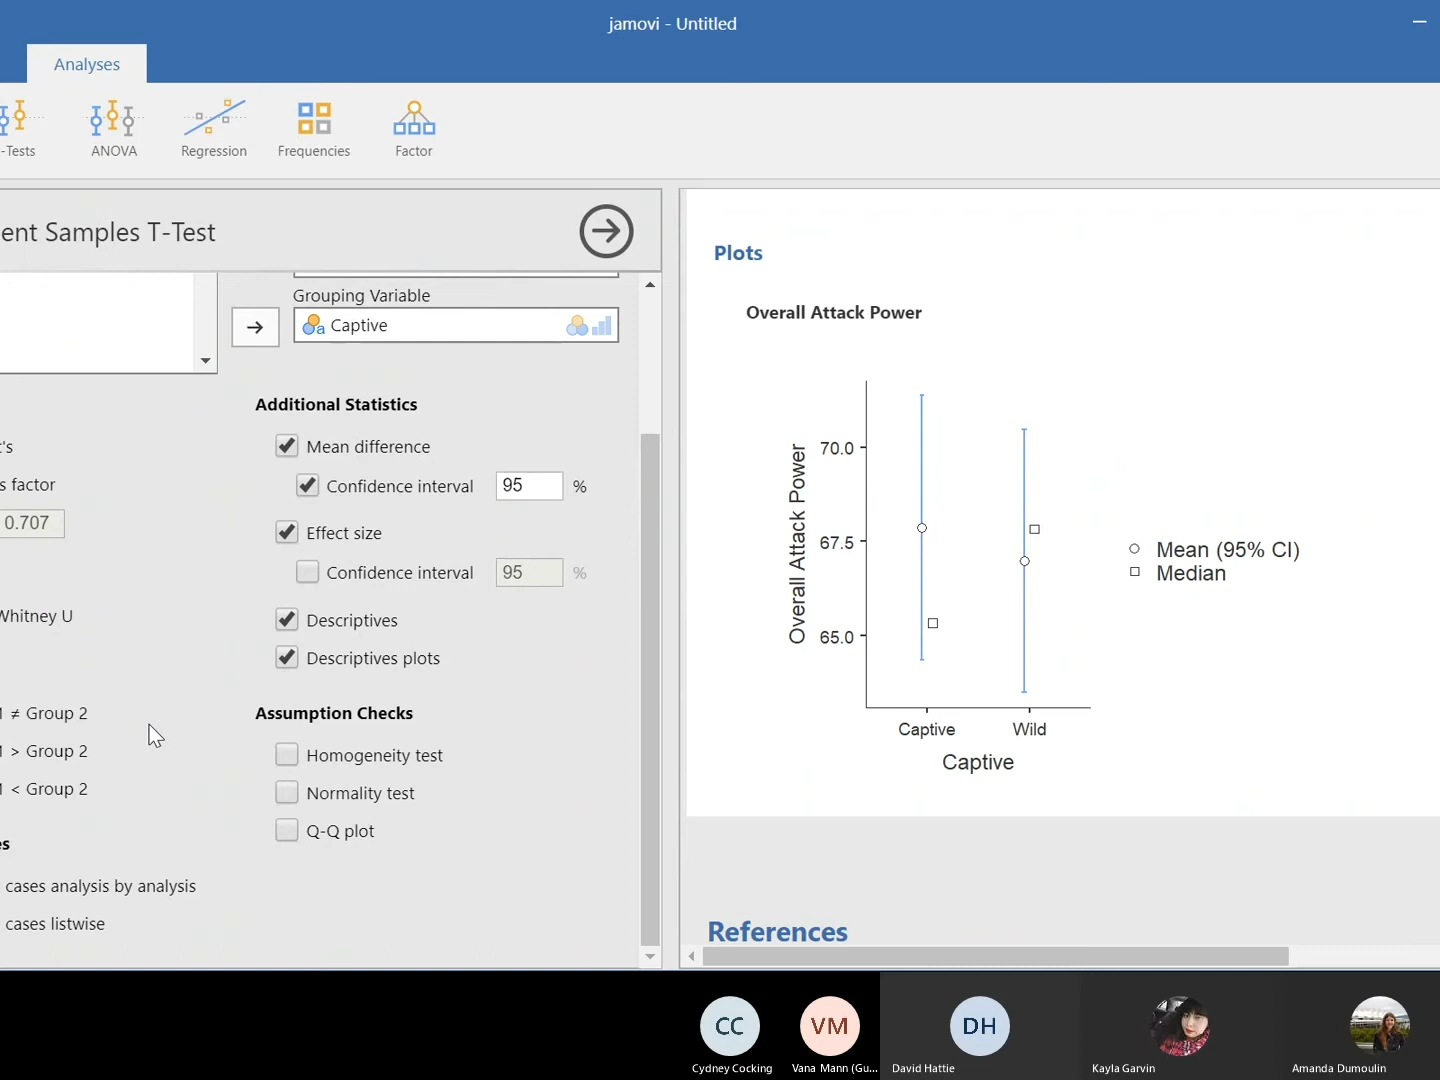 jamovi - Untitled
Analyses
-Tests
ANOVA
Regression
Frequencies
Factor
ent Samples T-Test
Grouping Variable
Captive
Additional Statistics
Mean difference
Confidence interval 95 %
Effect size
Confidence interval 95 %
Descriptives
Descriptives plots
Assumption Checks
Homogeneity test
Normality test
Q-Q plot
t's
s factor
0.707
Whitney U
≠ Group 2
> Group 2
< Group 2
es
cases analysis by analysis
cases listwise
Plots
Overall Attack Power
Overall Attack Power
70.0
67.5
65.0
Captive
Wild
Captive
Mean (95% CI)
Median
References
CC
VM
DH
Cydney Cocking
Vana Mann (Gu...
David Hattie
Kayla Garvin
Amanda Dumoulin